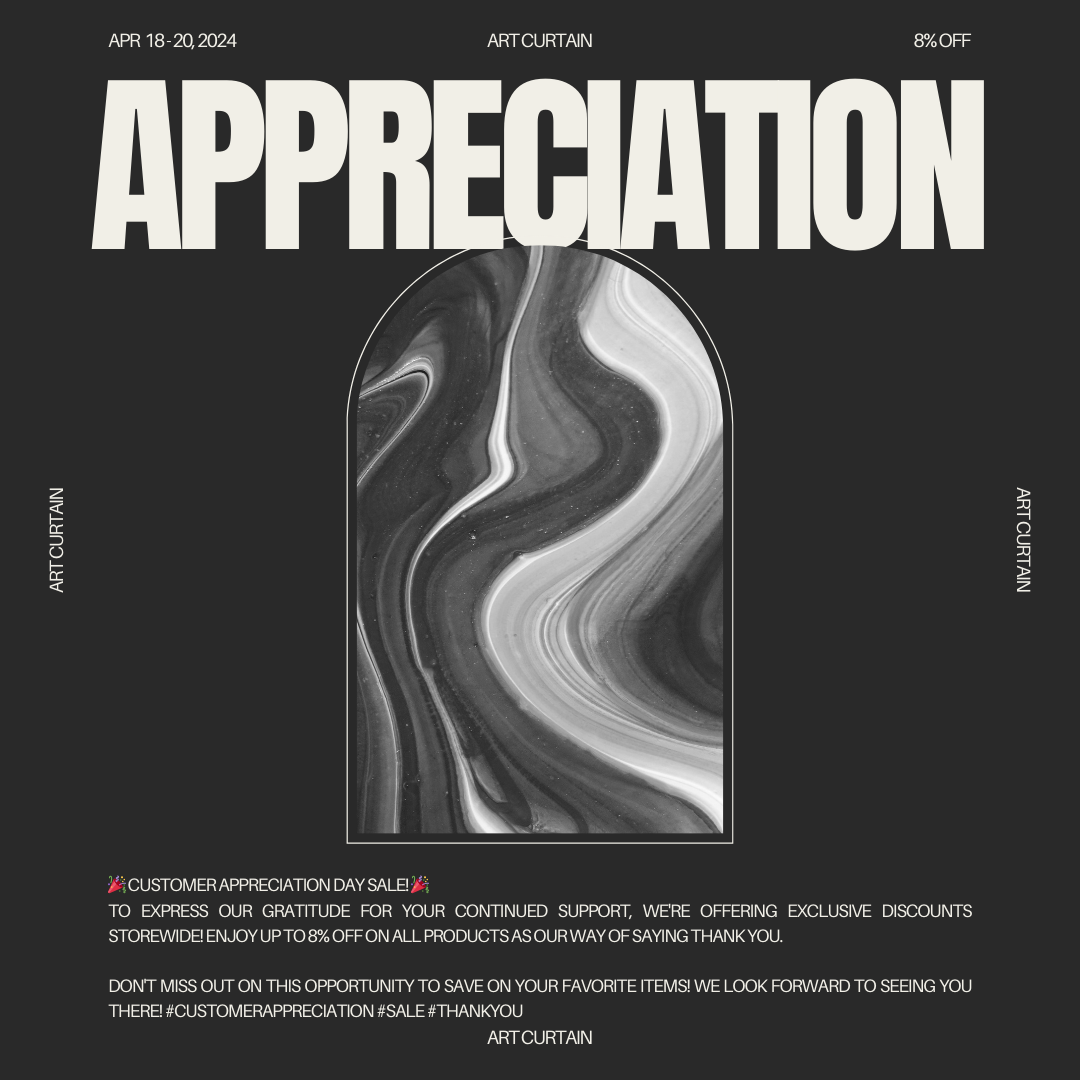 APR 18-20, 2024
ART CURTAIN
8% OFF
APPRECIATION
ART CURTAIN
ART CURTAIN
🎉CUSTOMER APPRECIATION DAY SALE!🎉
TO EXPRESS OUR GRATITUDE FOR YOUR CONTINUED SUPPORT, WE'RE OFFERING EXCLUSIVE DISCOUNTS
STOREWIDE! ENJOY UP TO 8% OFF ON ALL PRODUCTS AS OUR WAY OF SAYING THANK YOU.
DON'T MISS OUT ON THIS OPPORTUNITY TO SAVE ON YOUR FAVORITE ITEMS! WE LOOK FORWARD TO SEEING YOU
THERE! #CUSTOMERAPPRECIATION #SALE #THANKYOU
ART CURTAIN